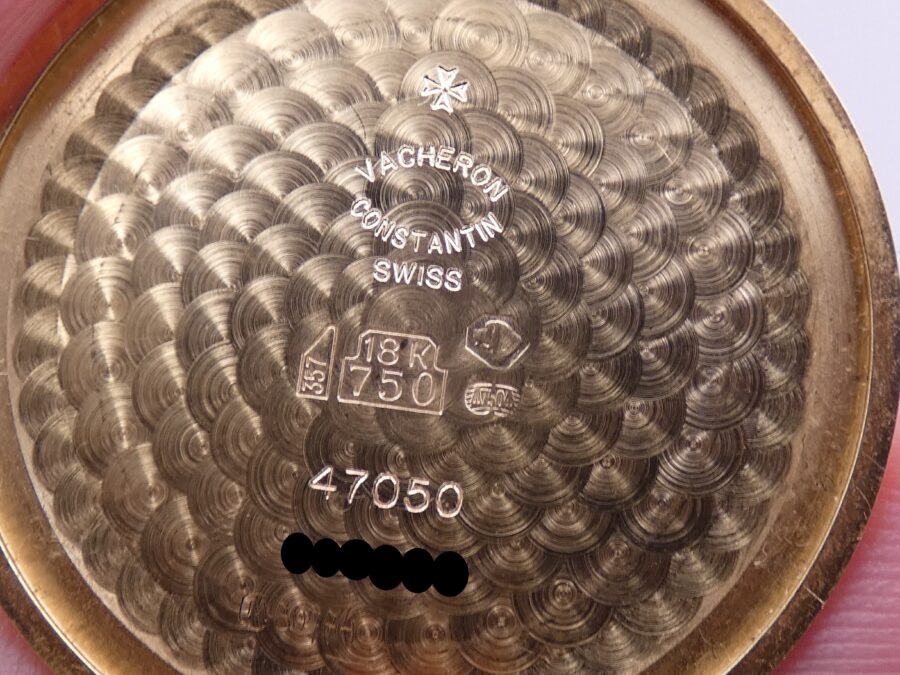 VACHERON
CONSTANTIN
SWISS
357
18K
750
47050